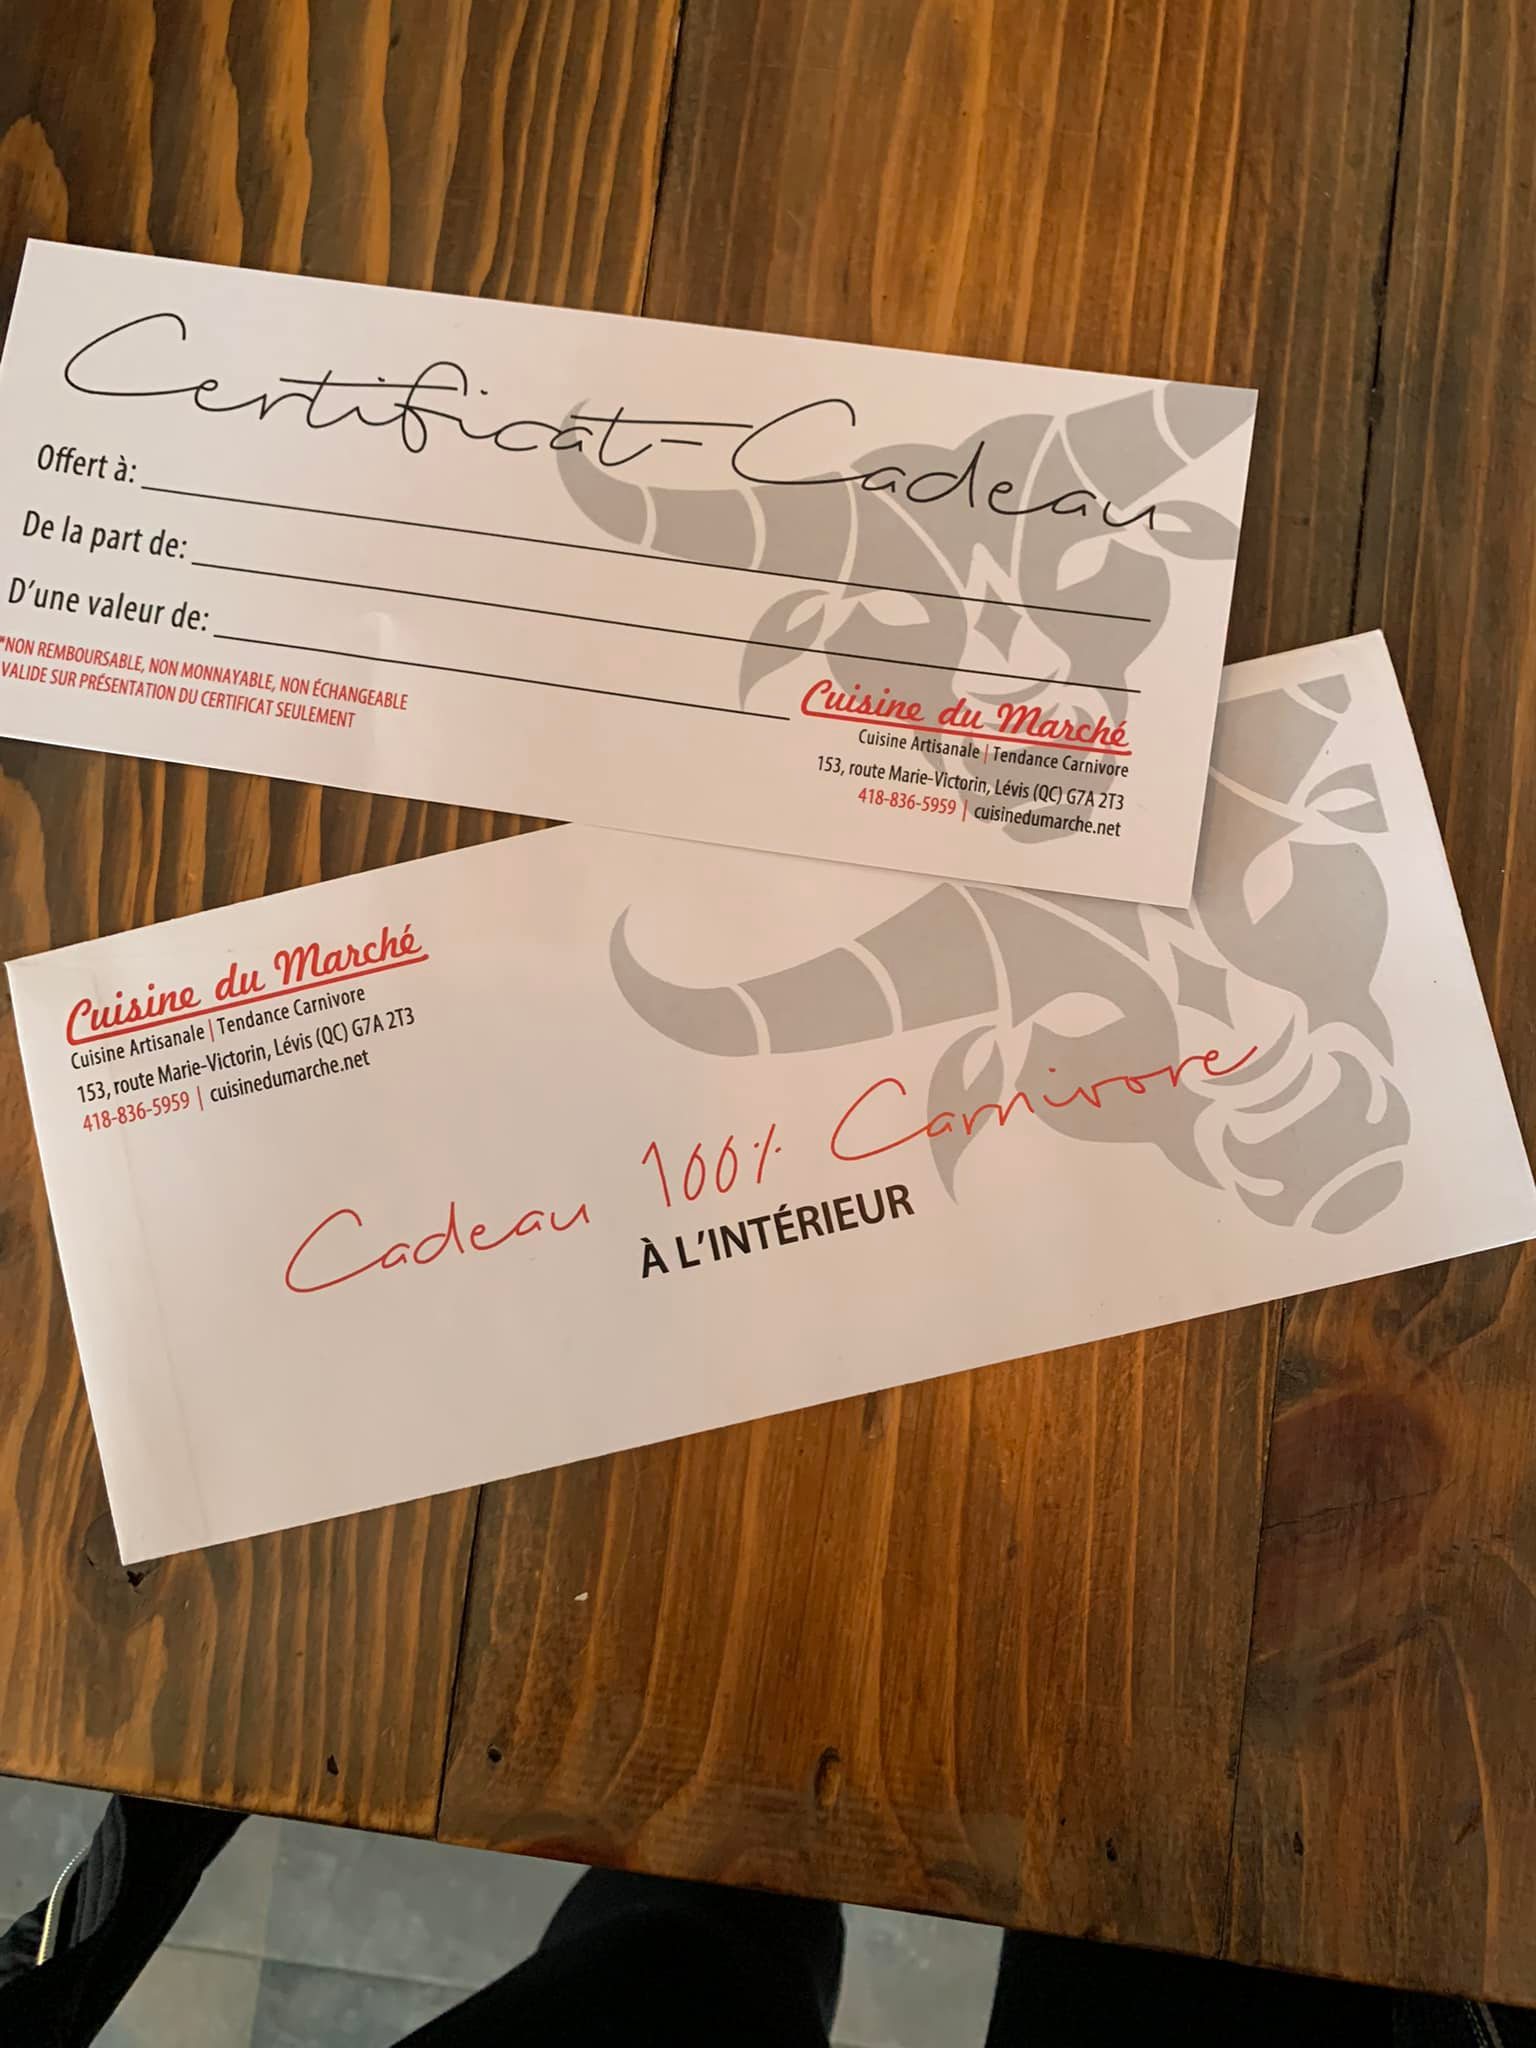 Certificat-Cadeau
Offert à:
De la part de:
D'une valeur de:
*NON REMBOURSABLE, NON MONNAYABLE, NON ÉCHANGEABLE
VALIDE SUR PRÉSENTATION DU CERTIFICAT SEULEMENT
Cuisine du Marché
Cuisine Artisanale | Tendance Carnivore
153, route Marie-Victorin, Lévis (QC) G7A 2T3
418-836-5959 | cuisinedumarche.net
Cuisine du Marché
Cuisine Artisanale | Tendance Carnivore
153, route Marie-Victorin, Lévis (QC) G7A 2T3
418-836-5959 | cuisinedumarche.net
Cadeau 100% Carnivore
À L'INTÉRIEUR